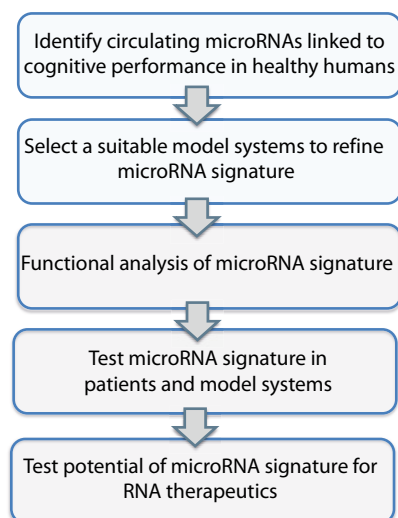 Identify circulating microRNAs linked to
cognitive performance in healthy humans
Select a suitable model systems to refine
microRNA signature
Functional analysis of microRNA signature
Test microRNA signature in
patients and model systems
Test potential of microRNA signature for
RNA therapeutics